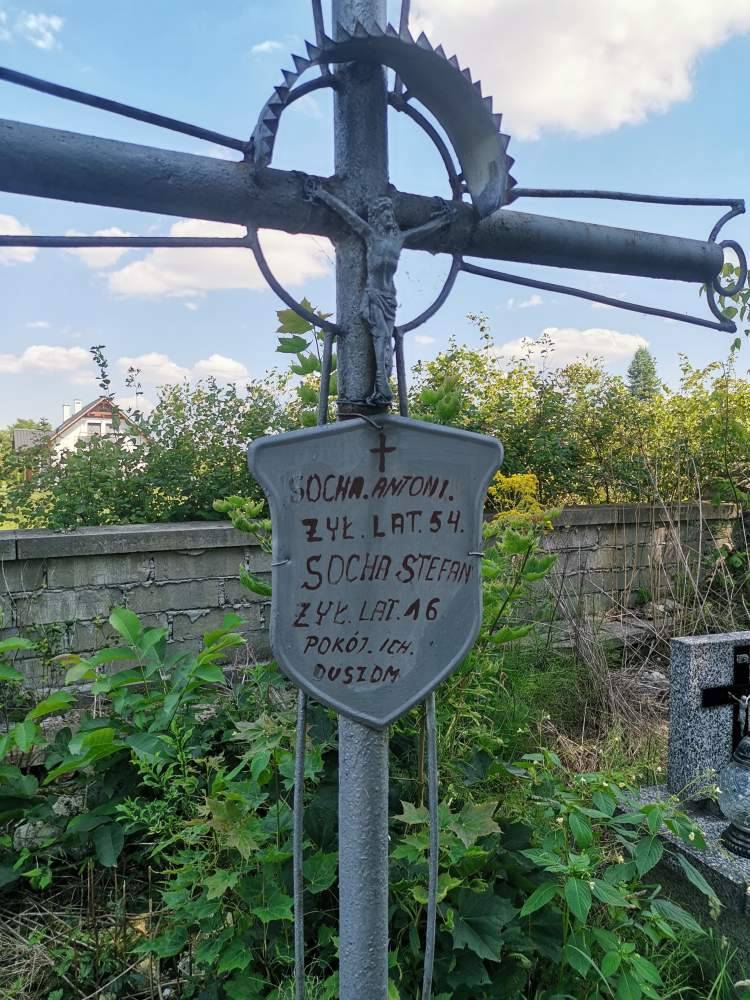 SOCHA. ANTONI.
ŻYŁ. LAT. 54.
SOCHA STEFAN
ŻYŁ. LAT. 16
POKÓJ. ICH.
DUSZOM